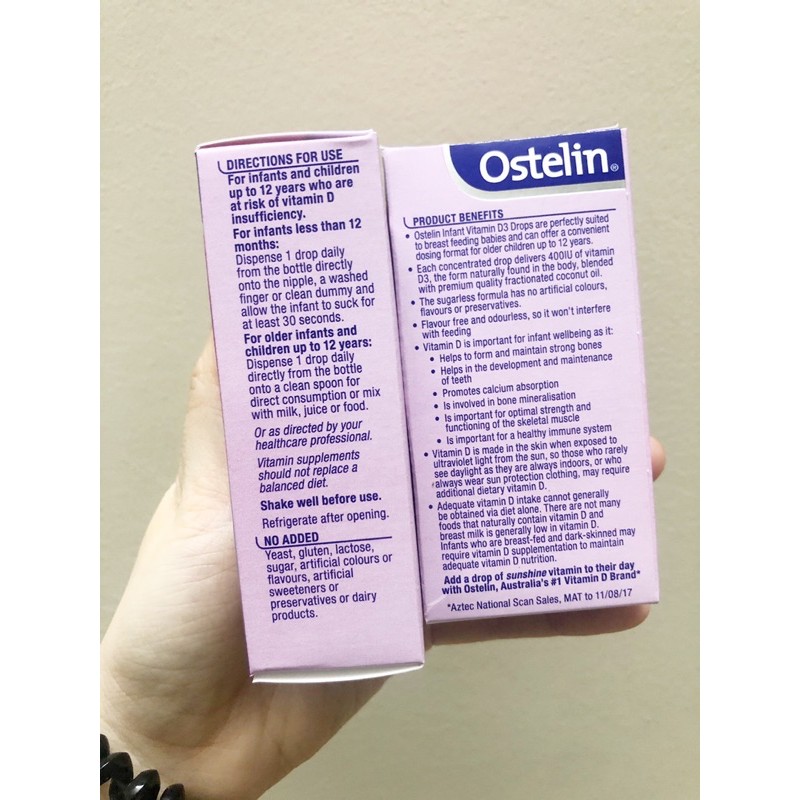 DIRECTIONS FOR USE
For infants and children
up to 12 years who are
at risk of vitamin D
insufficiency.
For infants less than 12
months:
Dispense 1 drop daily
from the bottle directly
onto the nipple, a washed
finger or clean dummy and
allow the infant to suck for
at least 30 seconds.
For older infants and
children up to 12 years:
Dispense 1 drop daily
directly from the bottle
onto a clean spoon for
direct consumption or mix
with milk, juice or food.
Or as directed by your
healthcare professional.
Vitamin supplements
should not replace a
balanced diet.
Shake well before use.
Refrigerate after opening.
NO ADDED
Yeast, gluten, lactose,
sugar, artificial colours or
flavours, artificial
sweeteners or
preservatives or dairy
products.
Ostelin®
PRODUCT BENEFITS
• Ostelin Infant Vitamin D3 Drops are perfectly suited
to breast feeding babies and can offer a convenient
dosing format for older children up to 12 years.
• Each concentrated drop delivers 400IU of vitamin
D3, the form naturally found in the body, blended
with premium quality fractionated coconut oil.
• The sugarless formula has no artificial colours,
flavours or preservatives.
• Flavour free and odourless, so it won't interfere
with feeding
• Vitamin D is important for infant wellbeing as it:
• Helps to form and maintain strong bones
• Helps in the development and maintenance
of teeth
• Promotes calcium absorption
• Is involved in bone mineralisation
• Is important for optimal strength and
functioning of the skeletal muscle
• Is important for a healthy immune system
• Vitamin D is made in the skin when exposed to
ultraviolet light from the sun, so those who rarely
see daylight as they are always indoors, or who
always wear sun protection clothing, may require
additional dietary vitamin D.
• Adequate vitamin D intake cannot generally
be obtained via diet alone. There are not many
foods that naturally contain vitamin D and
breast milk is generally low in vitamin D.
Infants who are breast-fed and dark-skinned may
require vitamin D supplementation to maintain
adequate vitamin D nutrition.
Add a drop of sunshine vitamin to their day
with Ostelin, Australia's #1 Vitamin D Brand*
*Aztec National Scan Sales, MAT to 11/08/17